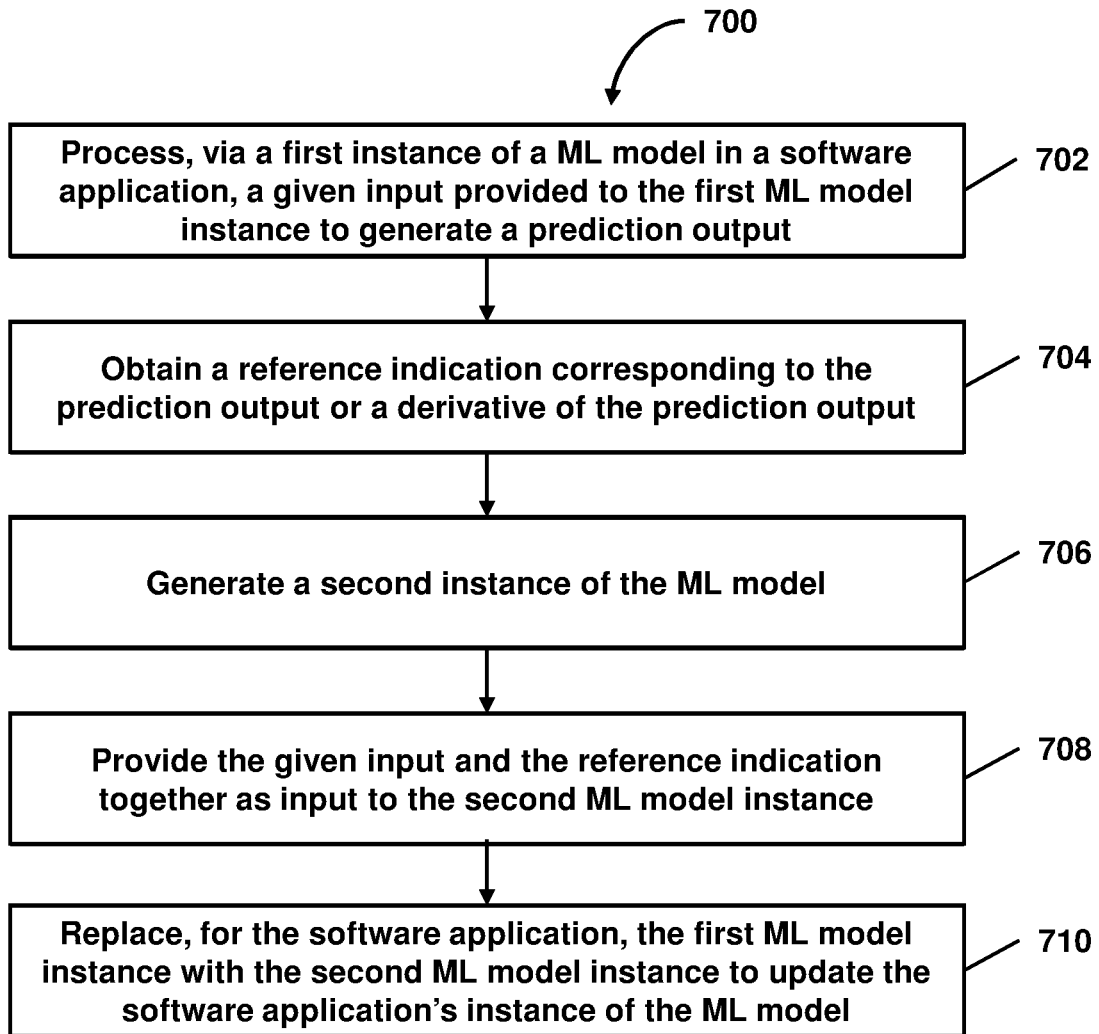 700
Process, via a first instance of a ML model in a software
application, a given input provided to the first ML model
instance to generate a prediction output
702
Obtain a reference indication corresponding to the
prediction output or a derivative of the prediction output
704
Generate a second instance of the ML model
706
Provide the given input and the reference indication
together as input to the second ML model instance
708
Replace, for the software application, the first ML model
instance with the second ML model instance to update the
software application's instance of the ML model
710